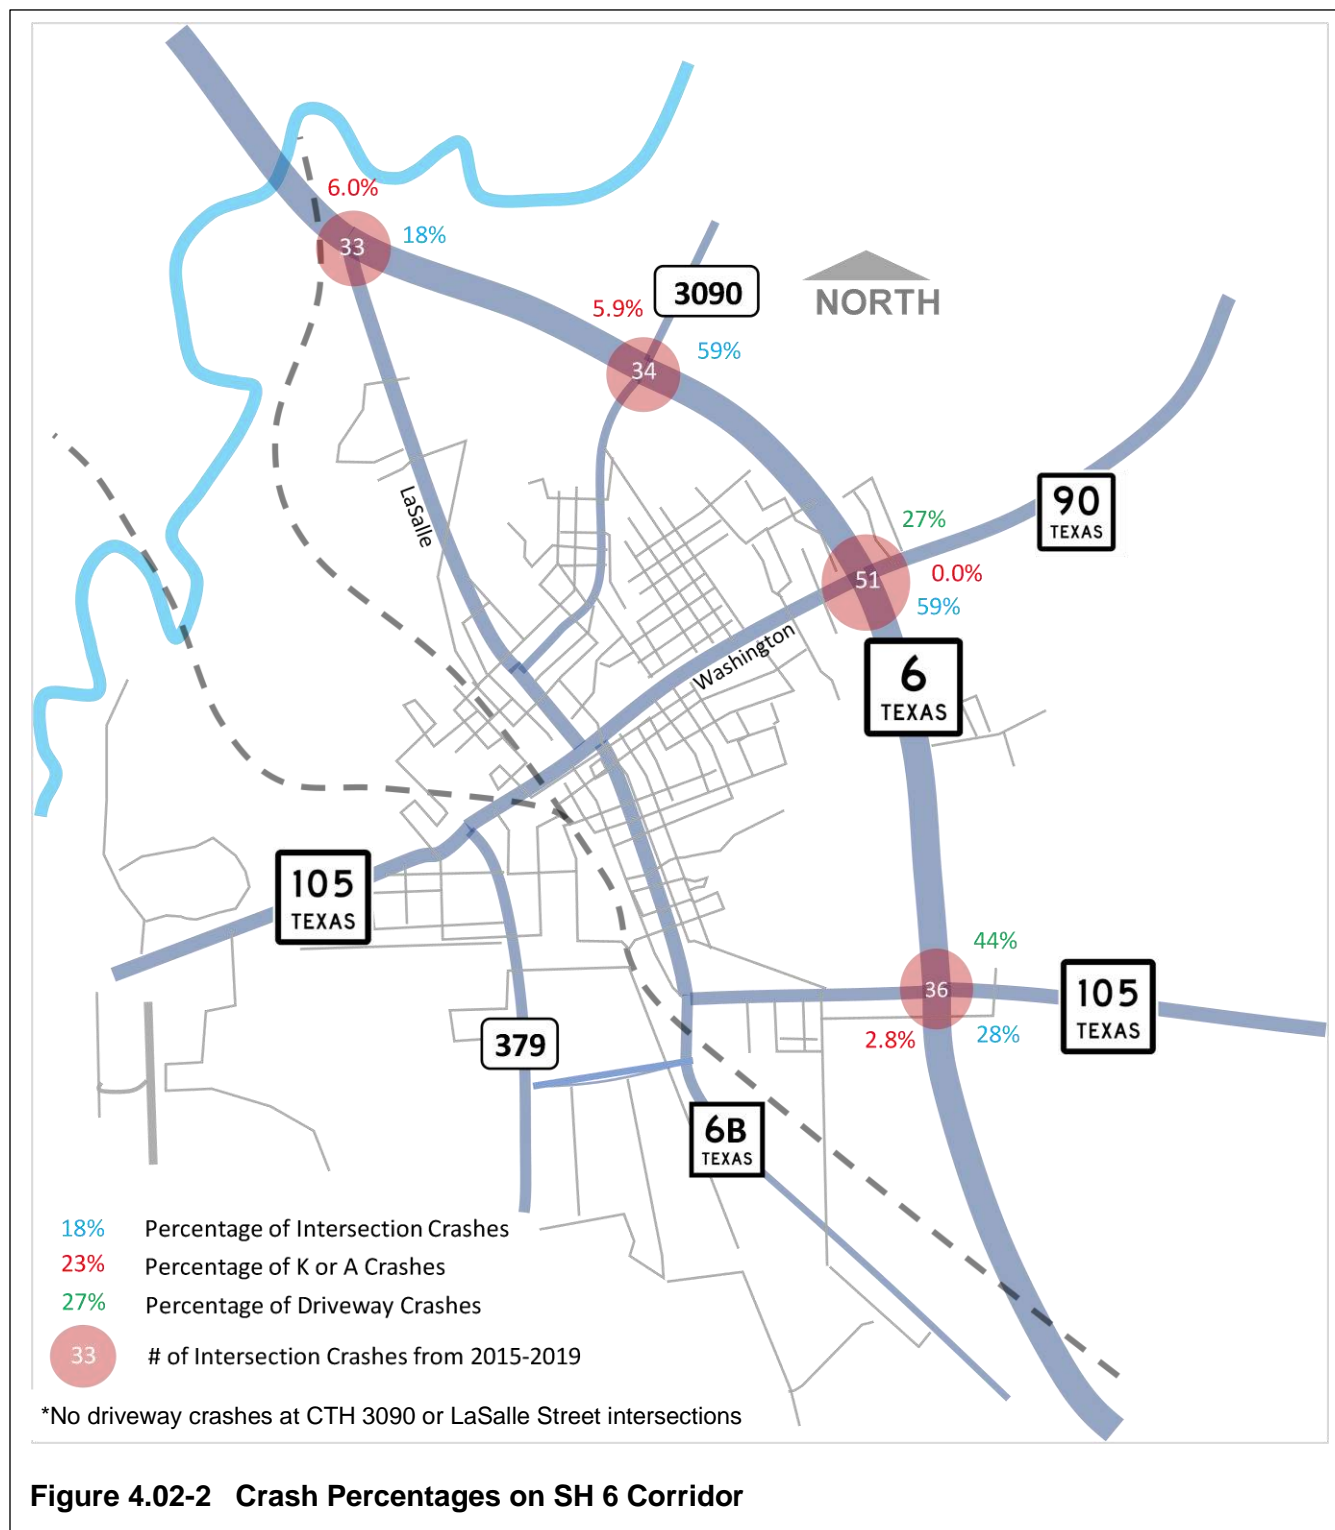 6.0%
33
18%
3090
5.9%
NORTH
34
59%
90
TEXAS
LaSalle
27%
51
0.0%
59%
Washington
6
TEXAS
105
TEXAS
44%
36
105
TEXAS
2.8%
28%
379
6B
TEXAS
18% Percentage of Intersection Crashes
23% Percentage of K or A Crashes
27% Percentage of Driveway Crashes
33 # of Intersection Crashes from 2015-2019
*No driveway crashes at CTH 3090 or LaSalle Street intersections
Figure 4.02-2 Crash Percentages on SH 6 Corridor